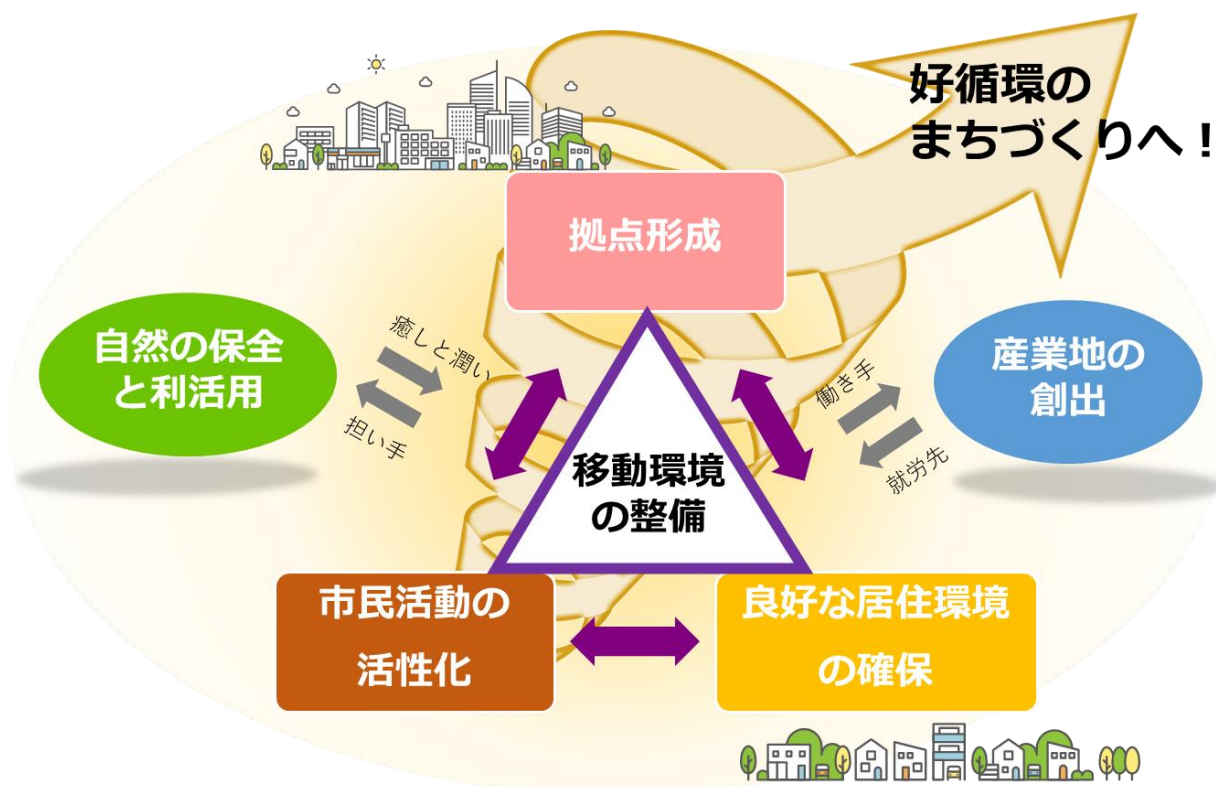 好循環の
まちづくりへ！
拠点形成
自然の保全
と利活用
癒しと潤い
担い手
働き手
就労先
産業地の
創出
移動環境
の整備
市民活動の
活性化
良好な居住環境
の確保